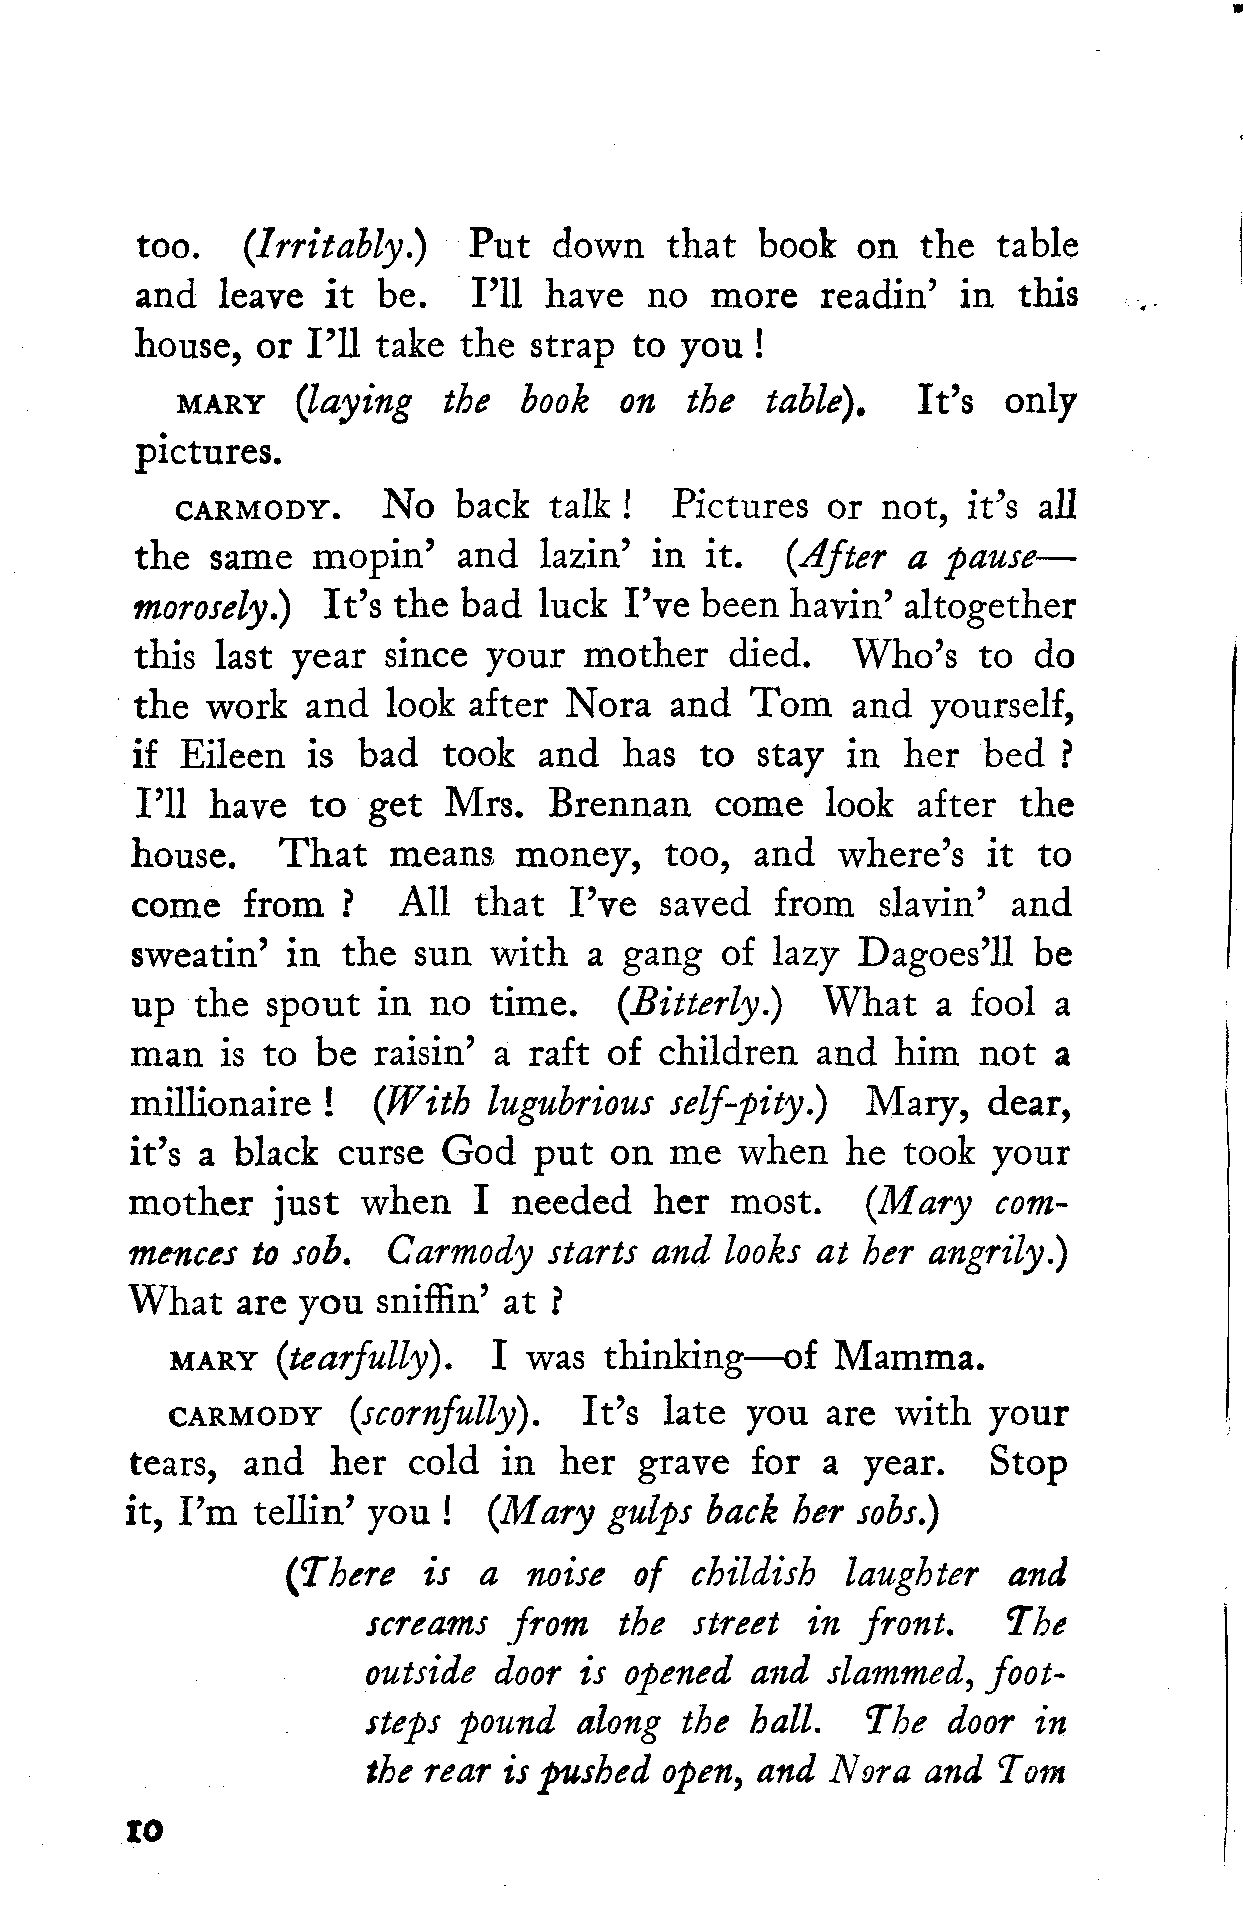 too. (Irritably.) Put down that book on the table
and leave it be. I'll have no more readin' in this
house, or I'll take the strap to you !
MARY (laying the book on the table). It's only
pictures.
CARMODY. No back talk ! Pictures or not, it's all
the same mopin' and lazin' in it. (After a pause—
morosely.) It's the bad luck I've been havin' altogether
this last year since your mother died. Who's to do
the work and look after Nora and Tom and yourself,
if Eileen is bad took and has to stay in her bed ?
I'll have to get Mrs. Brennan come look after the
house. That means money, too, and where's it to
come from ? All that I've saved from slavin' and
sweatin' in the sun with a gang of lazy Dagoes'll be
up the spout in no time. (Bitterly.) What a fool a
man is to be raisin' a raft of children and him not a
millionaire ! (With lugubrious self-pity.) Mary, dear,
it's a black curse God put on me when he took your
mother just when I needed her most. (Mary com-
mences to sob. Carmody starts and looks at her angrily.)
What are you sniffin' at ?
MARY (tearfully). I was thinking—of Mamma.
CARMODY (scornfully). It's late you are with your
tears, and her cold in her grave for a year. Stop
it, I'm tellin' you ! (Mary gulps back her sobs.)
(There is a noise of childish laughter and
screams from the street in front. The
outside door is opened and slammed, foot-
steps pound along the hall. The door in
the rear is pushed open, and Nora and Tom
10